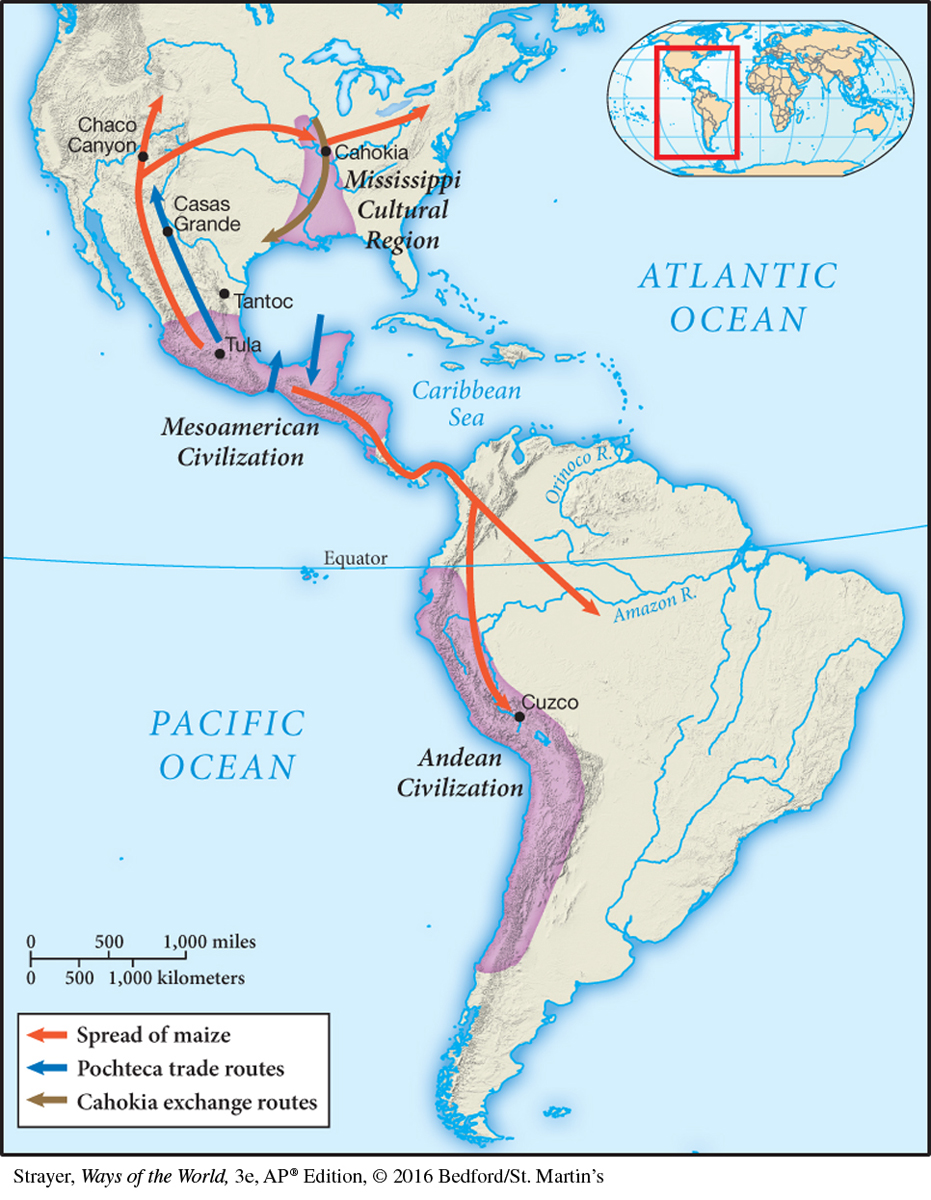 Chaco
Canyon
Cahokia
Mississippi
Cultural
Region
Casas
Grande
Tantoc
Tula
ATLANTIC
OCEAN
Caribbean
Sea
Mesoamerican
Civilization
Orinoco R.
Equator
Amazon R.
Cuzco
PACIFIC
OCEAN
Andean
Civilization
0 500 1,000 miles
0 500 1,000 kilometers
Spread of maize
Pochteca trade routes
Cahokia exchange routes
Strayer, Ways of the World, 3e, AP® Edition, © 2016 Bedford/St. Martin’s